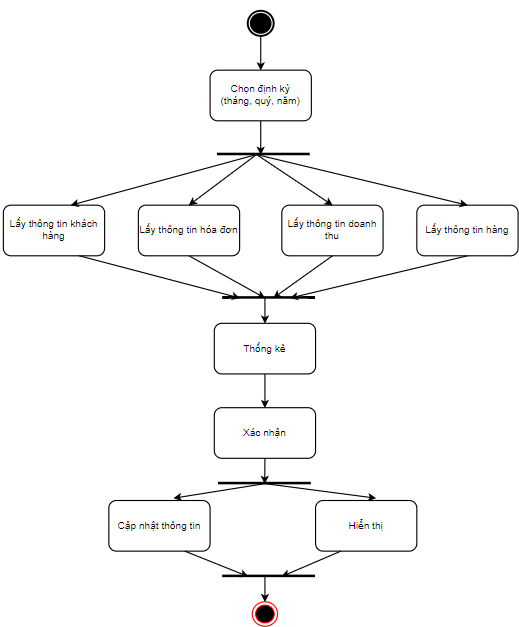 Chọn định kỳ
(tháng, quý, năm)
Lấy thông tin khách
hàng
Lấy thông tin hóa đơn
Lấy thông tin doanh
thu
Lấy thông tin hàng
Thống kê
Xác nhận
Cập nhật thông tin
Hiển thị